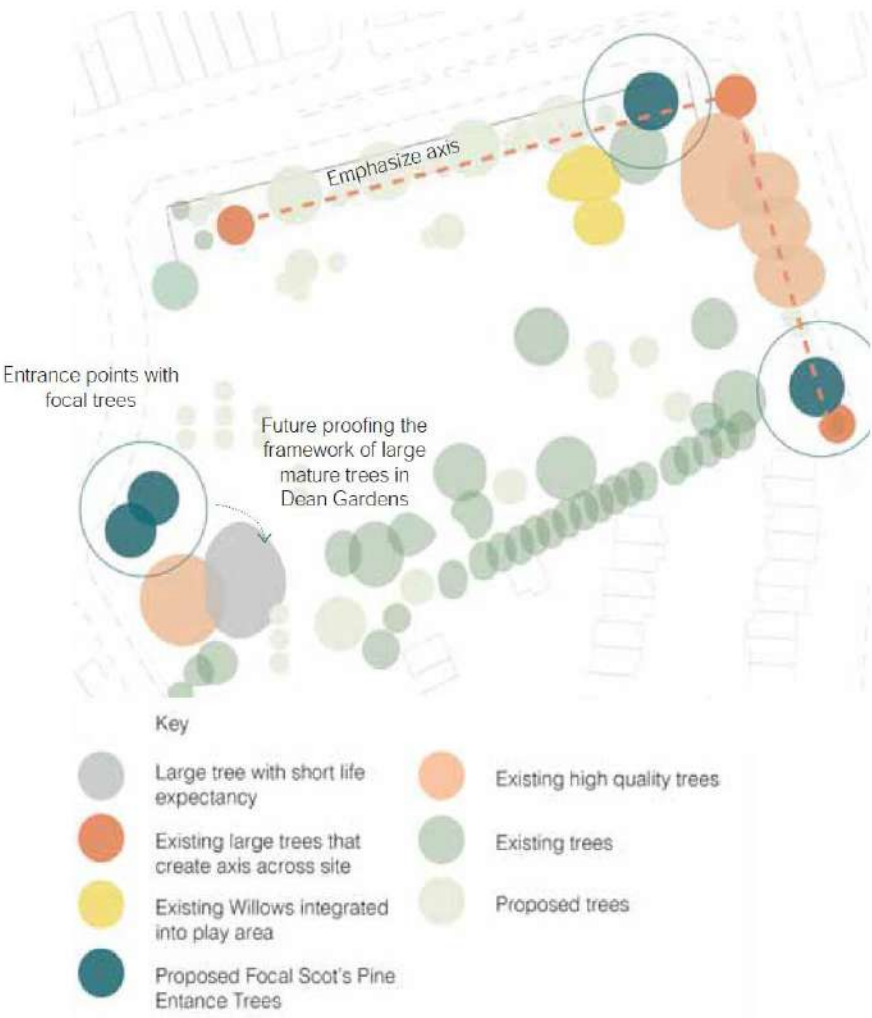 Emphasize axis
Entrance points with
focal trees
Future proofing the
framework of large
mature trees in
Dean Gardens
Key
Large tree with short life
expectancy
Existing large trees that
create axis across site
Existing Willows integrated
into play area
Proposed Focal Scot's Pine
Entance Trees
Existing high quality trees
Existing trees
Proposed trees